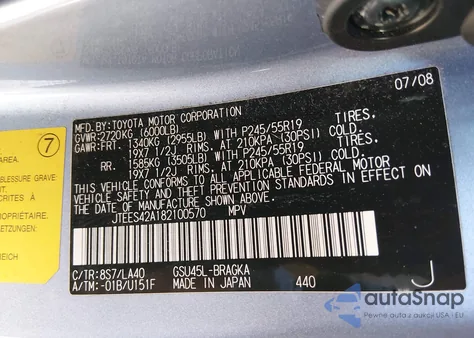 07/08
MFD.BY:TOYOTA MOTOR CORPORATION
GVWR:2720KG (6000LB)
GAWR:FRT. 1340KG (2955LB) WITH P245/55R19 TIRES.
19X7 1/2J RIMS. AT 210KPA (30PSI) COLD.
RR. 1585KG (3505LB) WITH P245/55R19 TIRES.
19X7 1/2J RIMS. AT 210KPA (30PSI) COLD.
THIS VEHICLE CONFORMS TO ALL APPLICABLE FEDERAL MOTOR
VEHICLE SAFETY AND THEFT PREVENTION STANDARDS IN EFFECT
ON THE DATE OF MANUFACTURE SHOWN ABOVE.
JTEES42A182100570 MPV
C/TR:8S7/LA40 GSU45L-BRAGKA
A/TM:-01B/U151F MADE IN JAPAN 440 J
7
AREA.
BLESSURE GRAVE
autoSnap